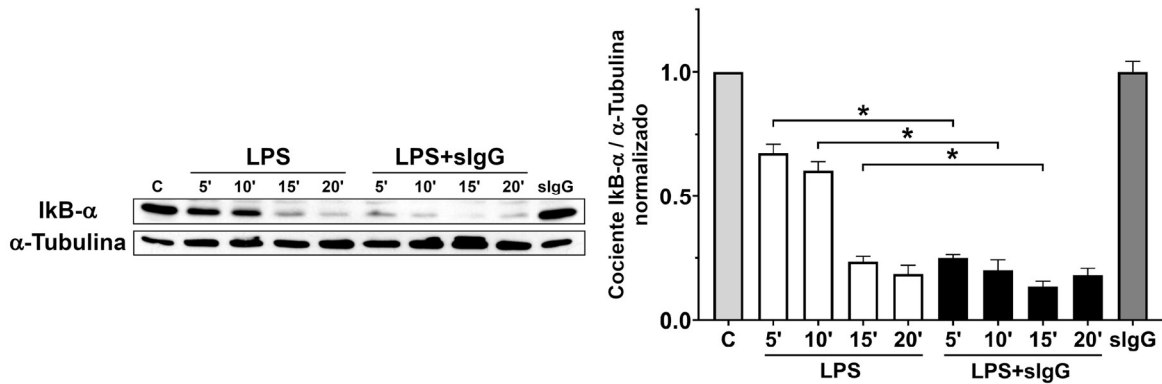 LPS LPS+sIgG
C 5' 10' 15' 20' 5' 10' 15' 20' sIgG
IkB-α
α-Tubulina
Cociente IkB-α / α-Tubulina
normalizado
1.0
0.5
0.0
*
*
*
C 5' 10' 15' 20' 5' 10' 15' 20' sIgG
LPS LPS+sIgG